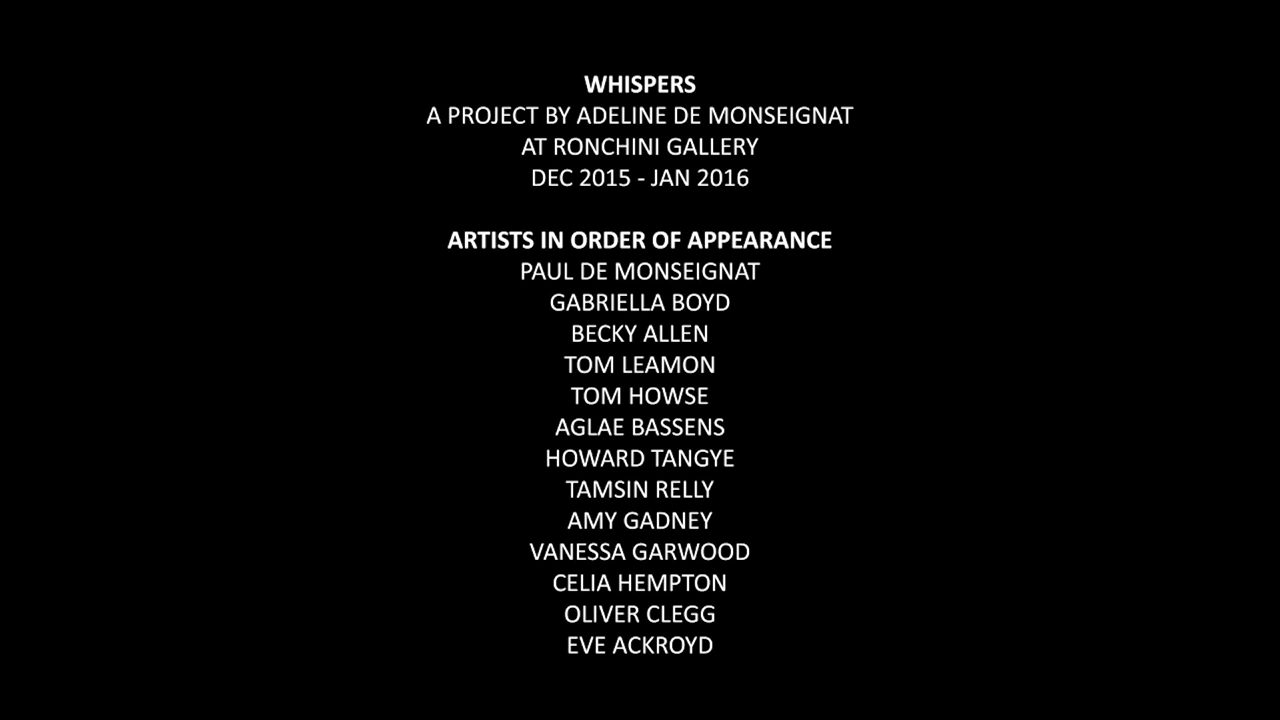 WHISPERS
A PROJECT BY ADELINE DE MONSEIGNAT
AT RONCHINI GALLERY
DEC 2015 - JAN 2016
ARTISTS IN ORDER OF APPEARANCE
PAUL DE MONSEIGNAT
GABRIELLA BOYD
BECKY ALLEN
TOM LEAMON
TOM HOWSE
AGLAE BASSENS
HOWARD TANGYE
TAMSIN RELLY
AMY GADNEY
VANESSA GARWOOD
CELIA HEMPTON
OLIVER CLEGG
EVE ACKROYD